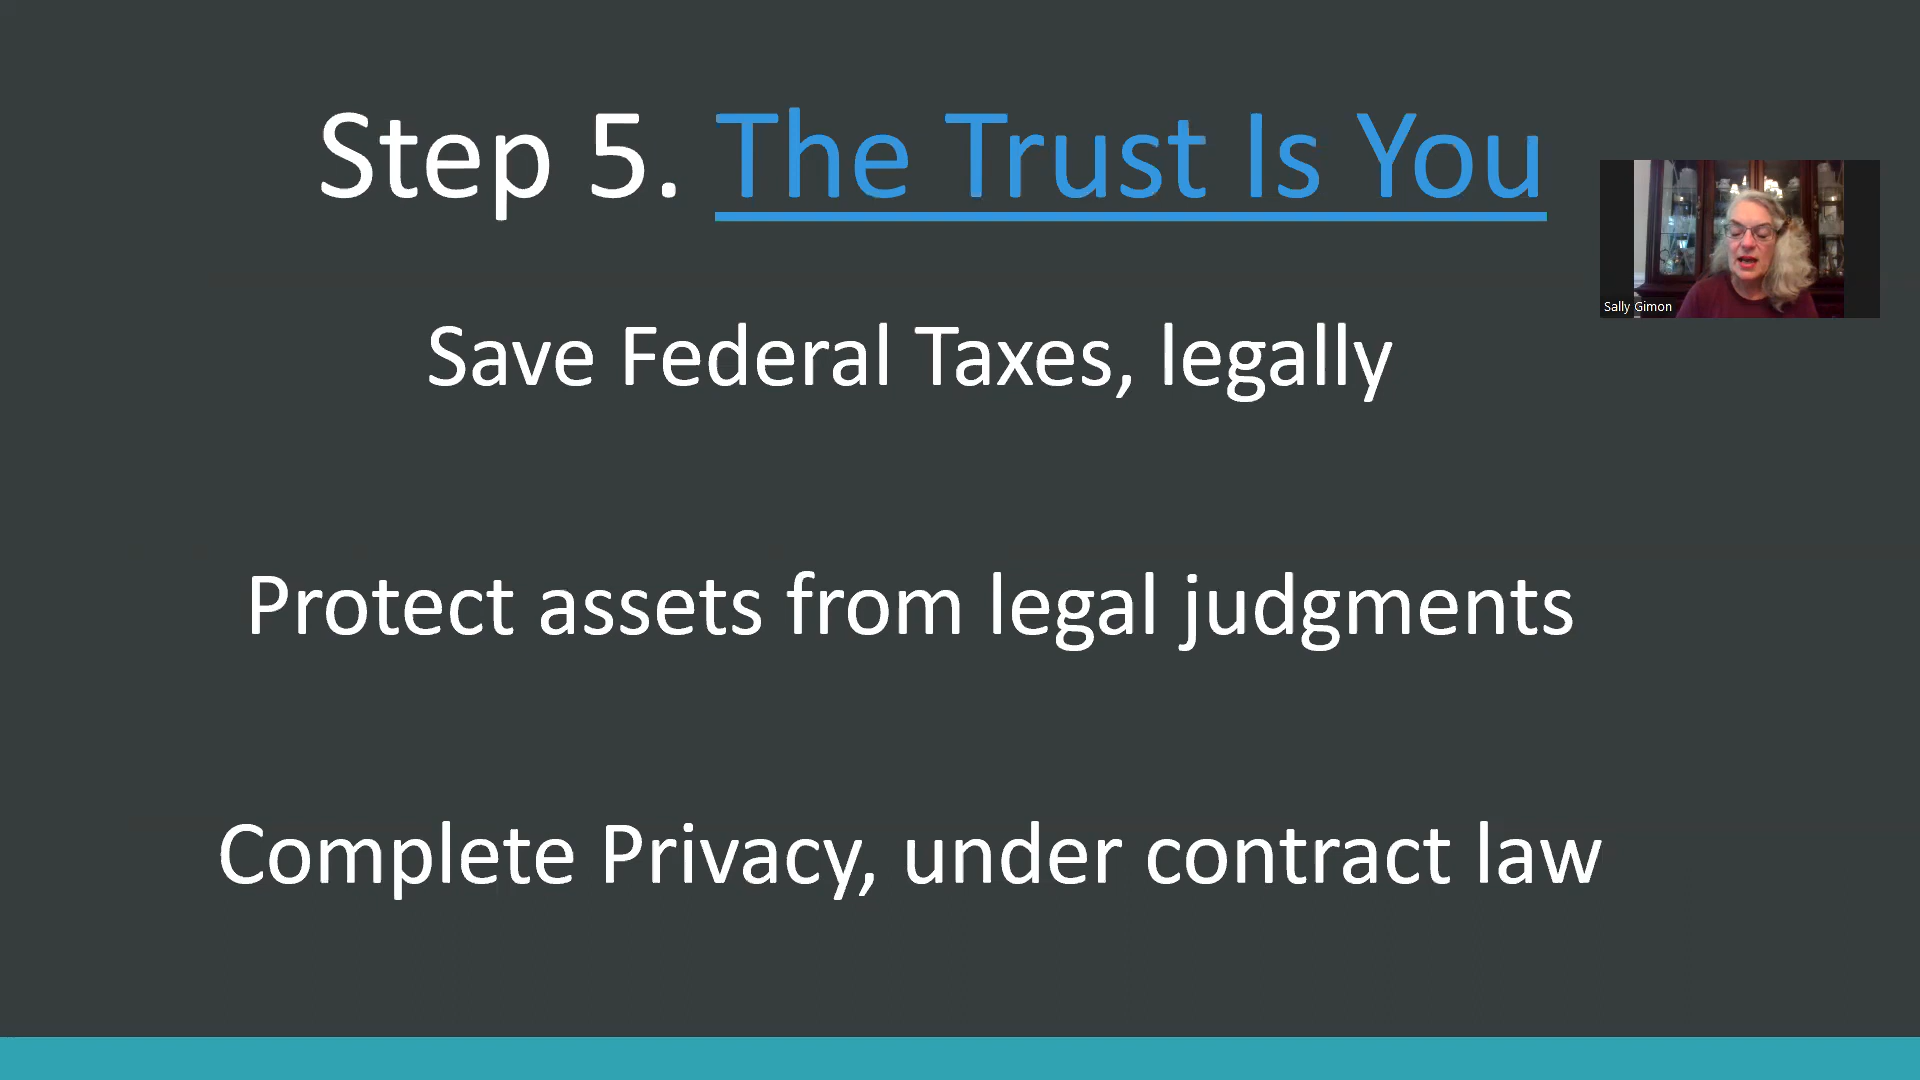 Step 5. The Trust Is You
Sally Gimon
Save Federal Taxes, legally
Protect assets from legal judgments
Complete Privacy, under contract law